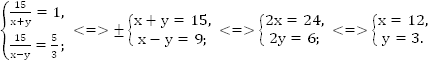 {15/(x+y) = 1, 15/(x−y) = 5/3; <=> ±{x + y = 15, x − y = 9; <=> {2x = 24, 2y = 6; <=> {x = 12, y = 3.